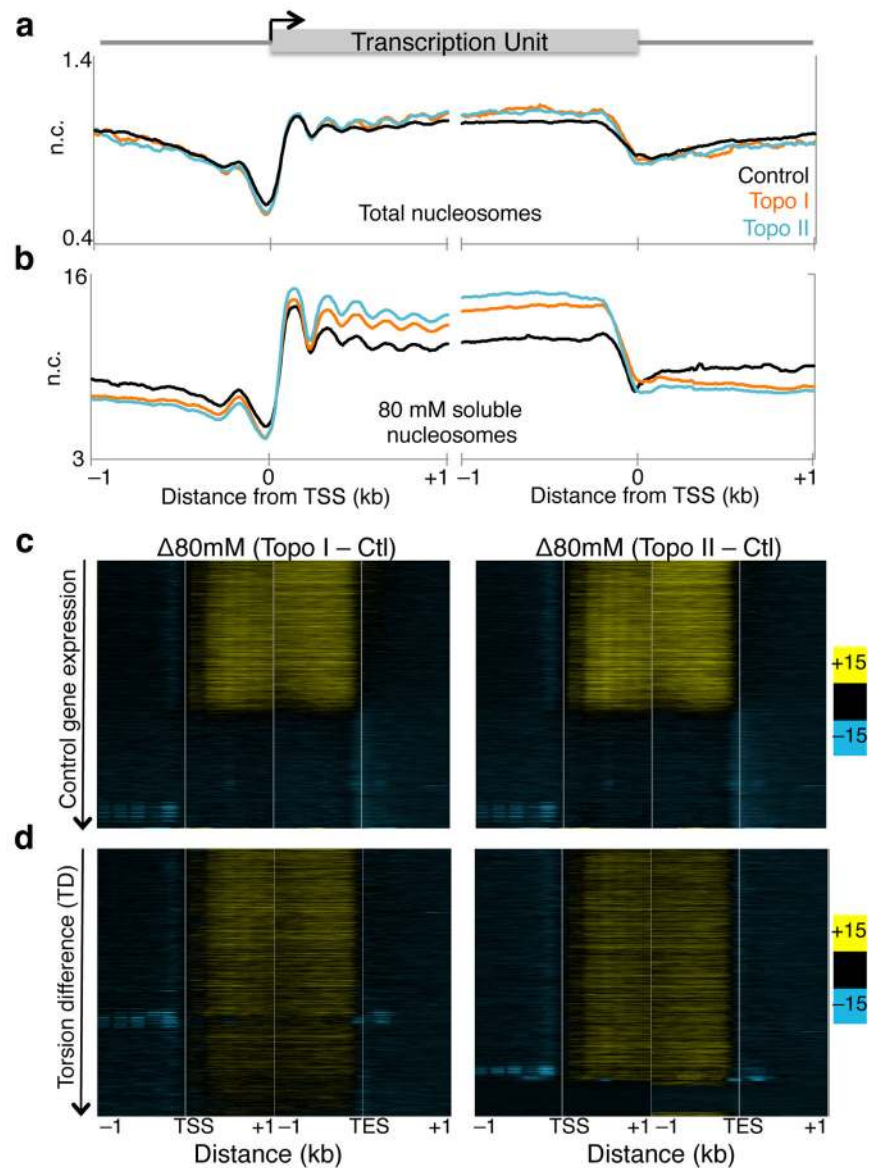 a
Transcription Unit
1.4
n.c.
0.4
Control
Topo I
Topo II
Total nucleosomes
b
16
n.c.
3
80 mM soluble
nucleosomes
−1 0 +1 −1 0 +1
Distance from TSS (kb) Distance from TSS (kb)
c
Δ80mM (Topo I – Ctl) Δ80mM (Topo II – Ctl)
Control gene expression
+15
−15
d
Torsion difference (TD)
+15
−15
−1 TSS +1 −1 TES +1 −1 TSS +1 −1 TES +1
Distance (kb) Distance (kb)